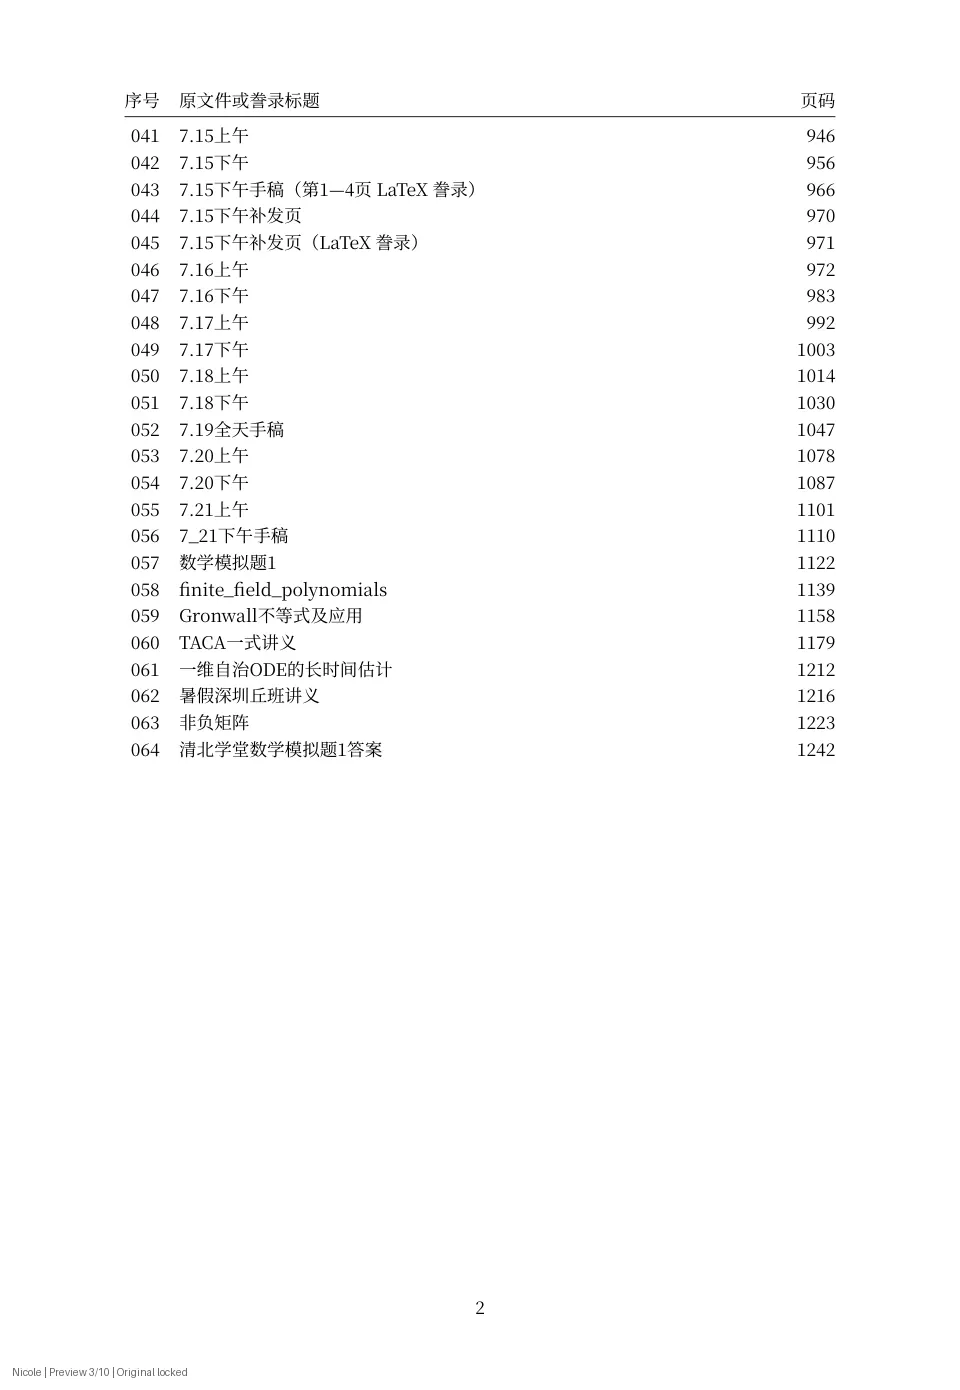 序号 原文件或誊录标题 页码
041 7.15上午 946
042 7.15下午 956
043 7.15下午手稿（第1—4页 LaTeX 誊录） 966
044 7.15下午补发页 970
045 7.15下午补发页（LaTeX 誊录） 971
046 7.16上午 972
047 7.16下午 983
048 7.17上午 992
049 7.17下午 1003
050 7.18上午 1014
051 7.18下午 1030
052 7.19全天手稿 1047
053 7.20上午 1078
054 7.20下午 1087
055 7.21上午 1101
056 7_21下午手稿 1110
057 数学模拟题1 1122
058 finite_field_polynomials 1139
059 Gronwall不等式及应用 1158
060 TACA一式讲义 1179
061 一维自治ODE的长时间估计 1212
062 暑假深圳丘班讲义 1216
063 非负矩阵 1223
064 清北学堂数学模拟题1答案 1242
2
Nicole | Preview 3/10 | Original locked